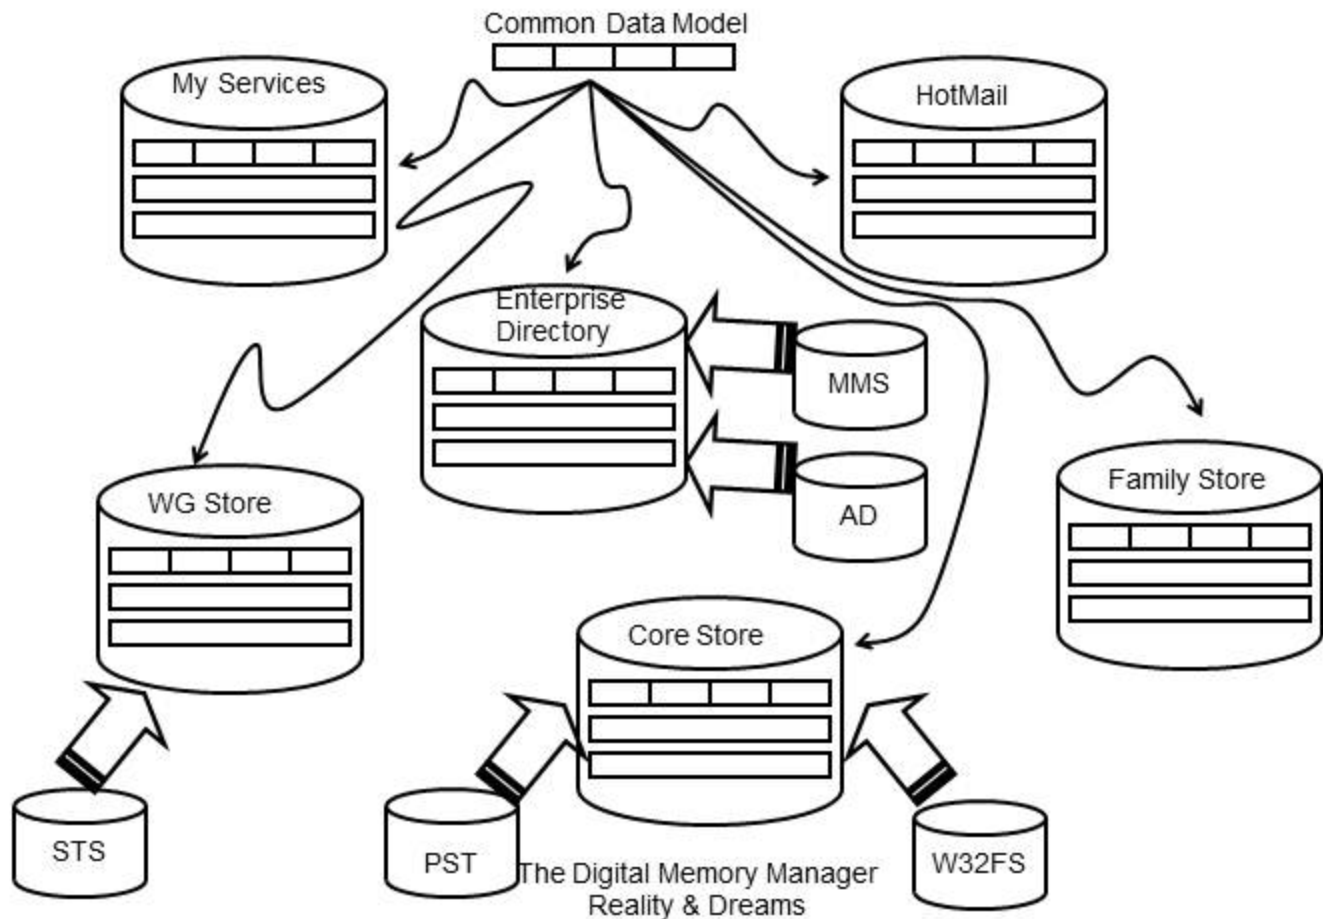 Common Data Model
My Services
HotMail
Enterprise
Directory
MMS
AD
WG Store
Family Store
Core Store
STS
PST
W32FS
The Digital Memory Manager
Reality & Dreams